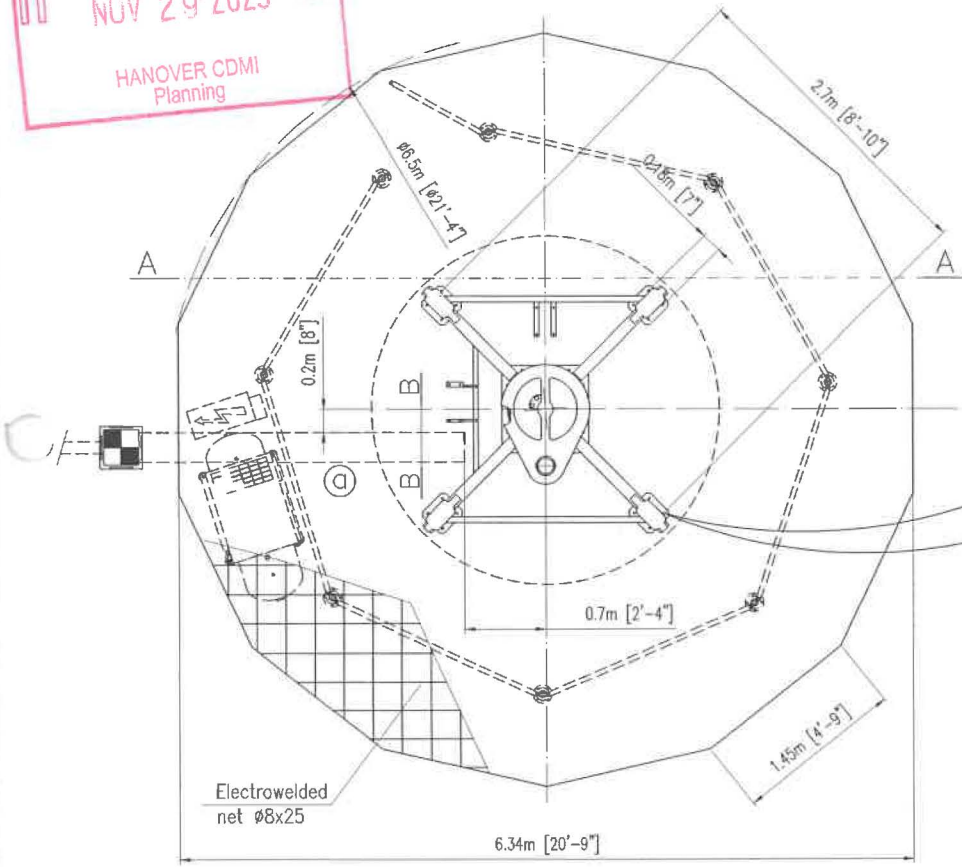 NOV 29 2023
HANOVER CDMI
Planning
2.7m [8'-10"]
ø6.5m [ø21'-4"]
0.18m [7"]
A
A
0.2m [8"]
B
B
a
0.7m [2'-4"]
1.45m [4'-9"]
Electrowelded
net ø8x25
6.34m [20'-9"]